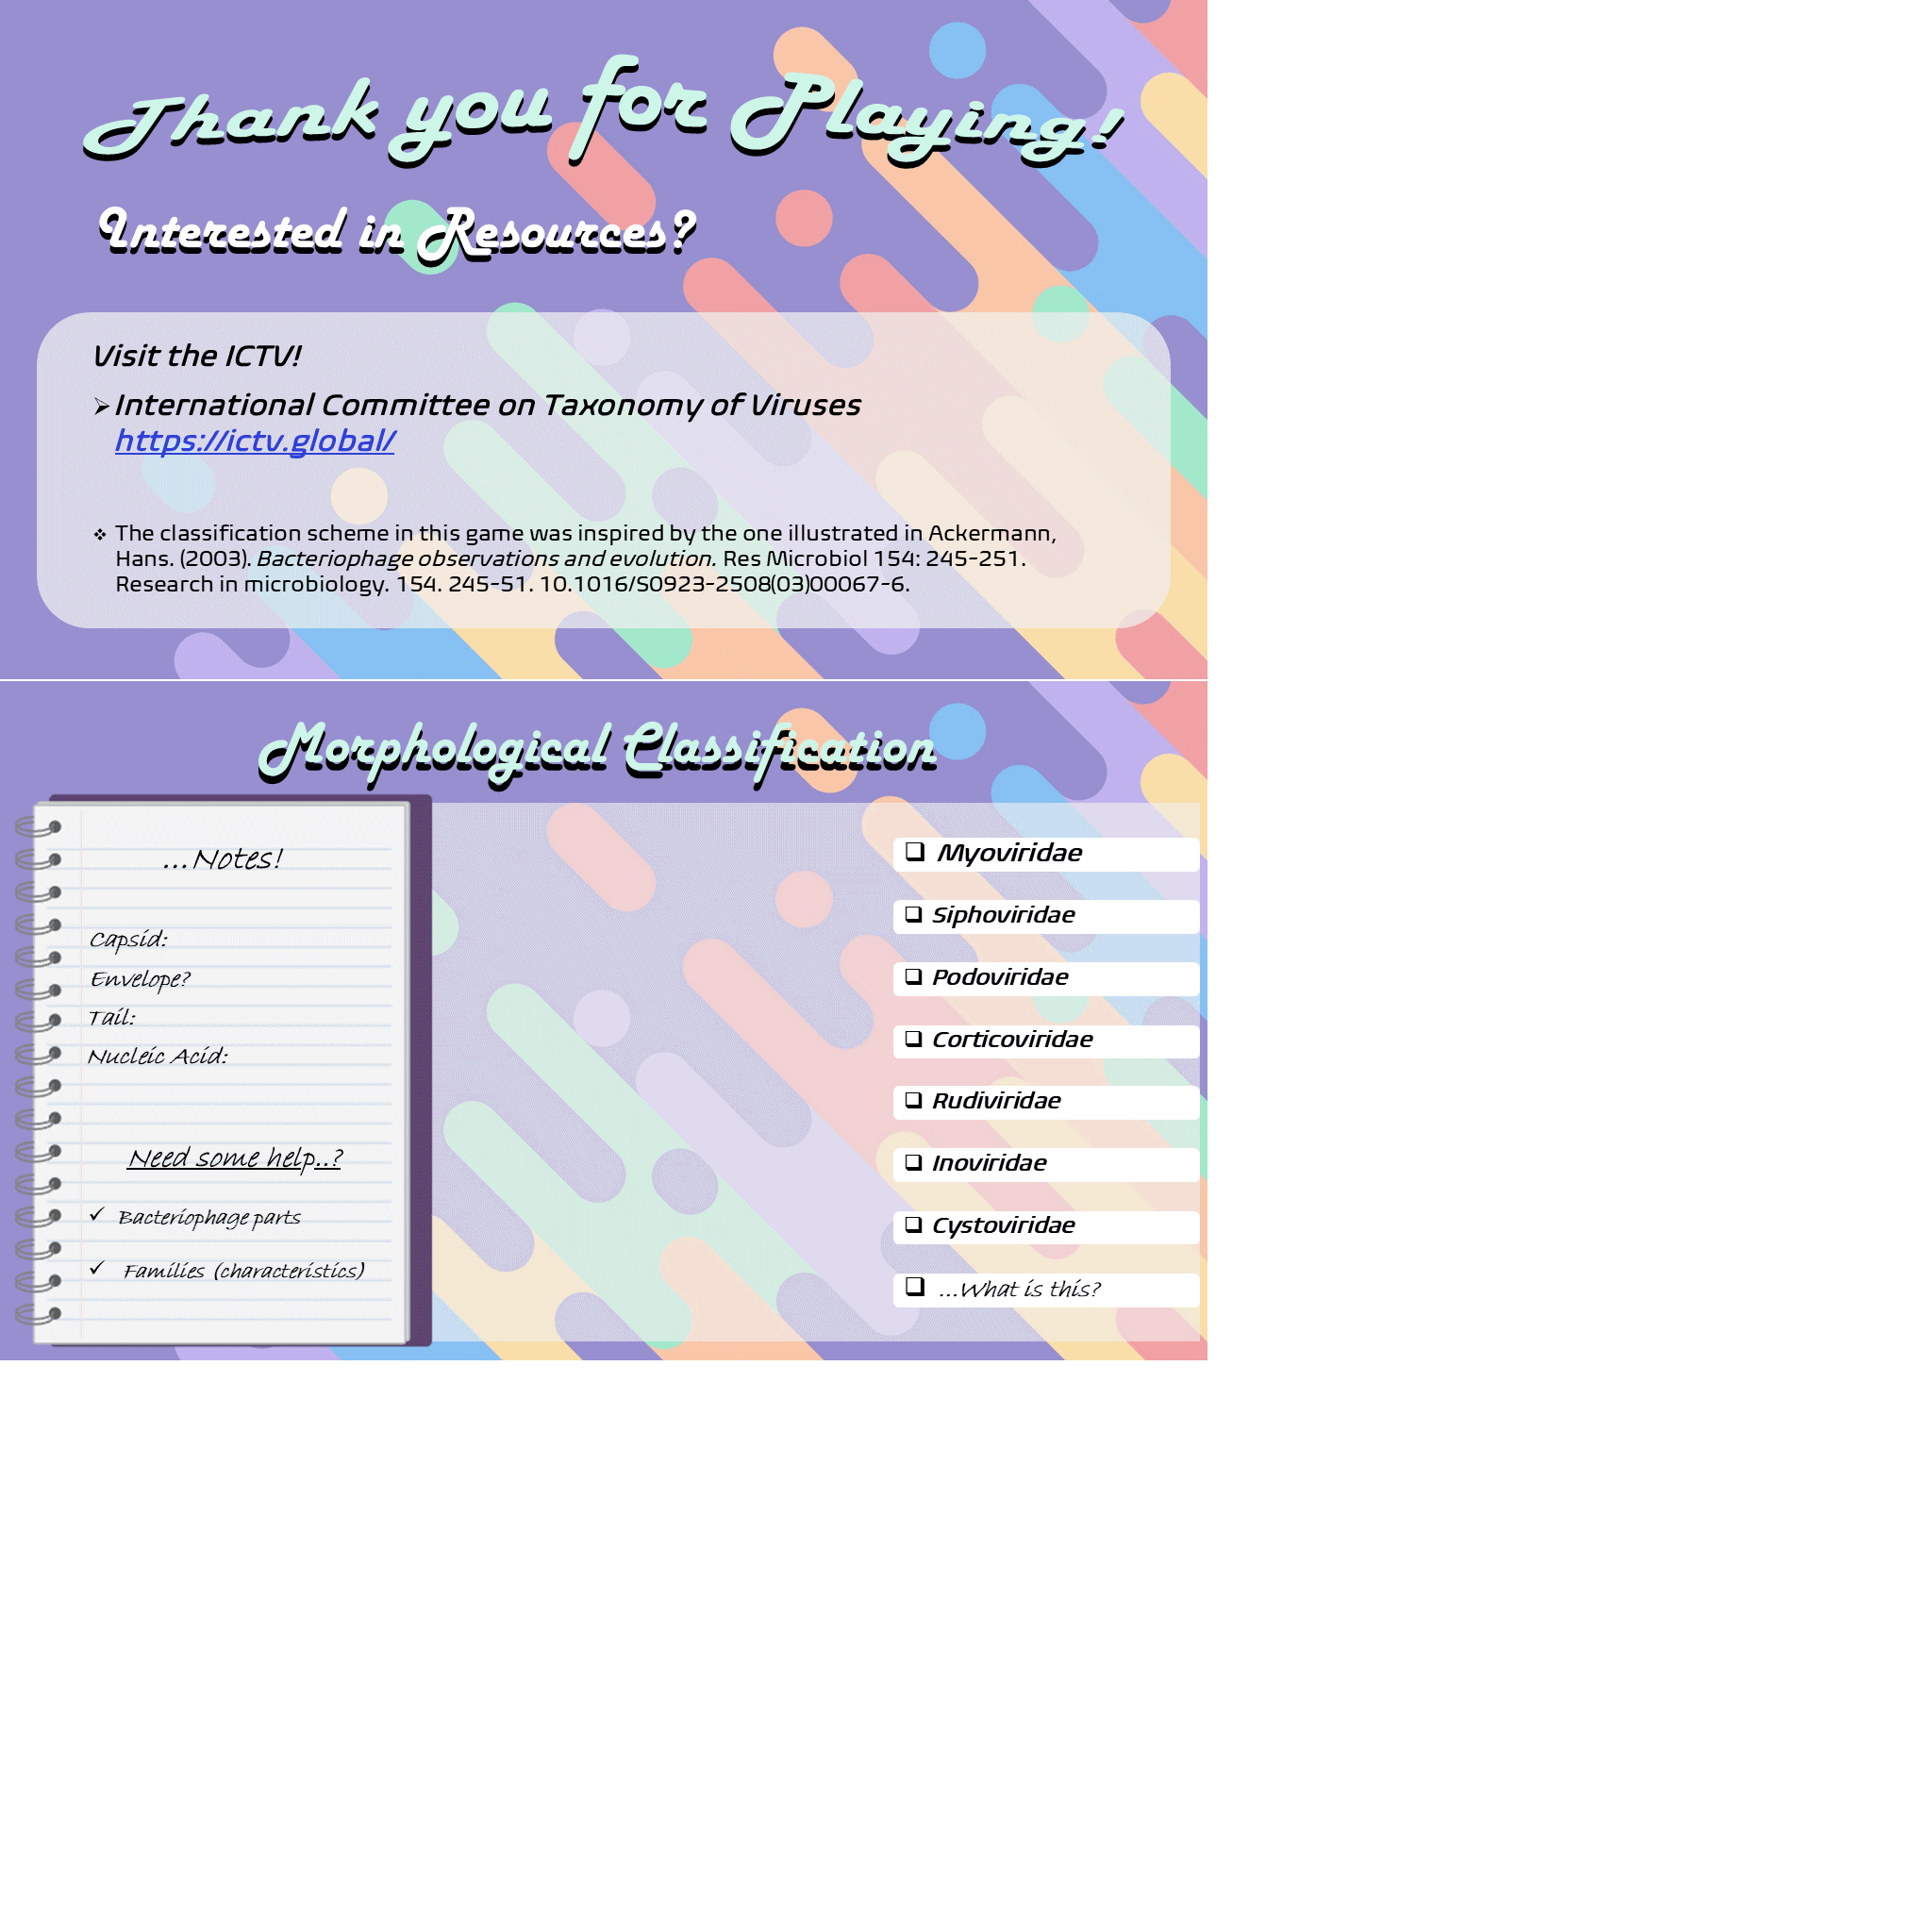 Thank you for Playing!
Interested in Resources?
Visit the ICTV!
➢International Committee on Taxonomy of Viruses
https://ictv.global/
❖ The classification scheme in this game was inspired by the one illustrated in Ackermann,
Hans. (2003). Bacteriophage observations and evolution. Res Microbiol 154: 245-251.
Research in microbiology. 154. 245-51. 10.1016/S0923-2508(03)00067-6.
Morphological Classification
...Notes!
Capsid:
Envelope?
Tail:
Nucleic Acid:
Need some help..?
✓ Bacteriophage parts
✓ Families (characteristics)
❑ Myoviridae
❑ Siphoviridae
❑ Podoviridae
❑ Corticoviridae
❑ Rudiviridae
❑ Inoviridae
❑ Cystoviridae
❑ ...What is this?